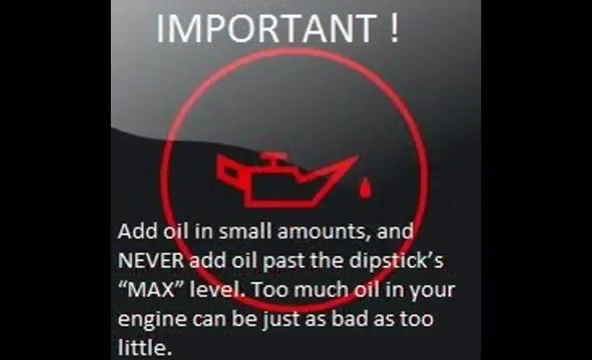 IMPORTANT !
Add oil in small amounts, and
NEVER add oil past the dipstick's
“MAX” level. Too much oil in your
engine can be just as bad as too
little.